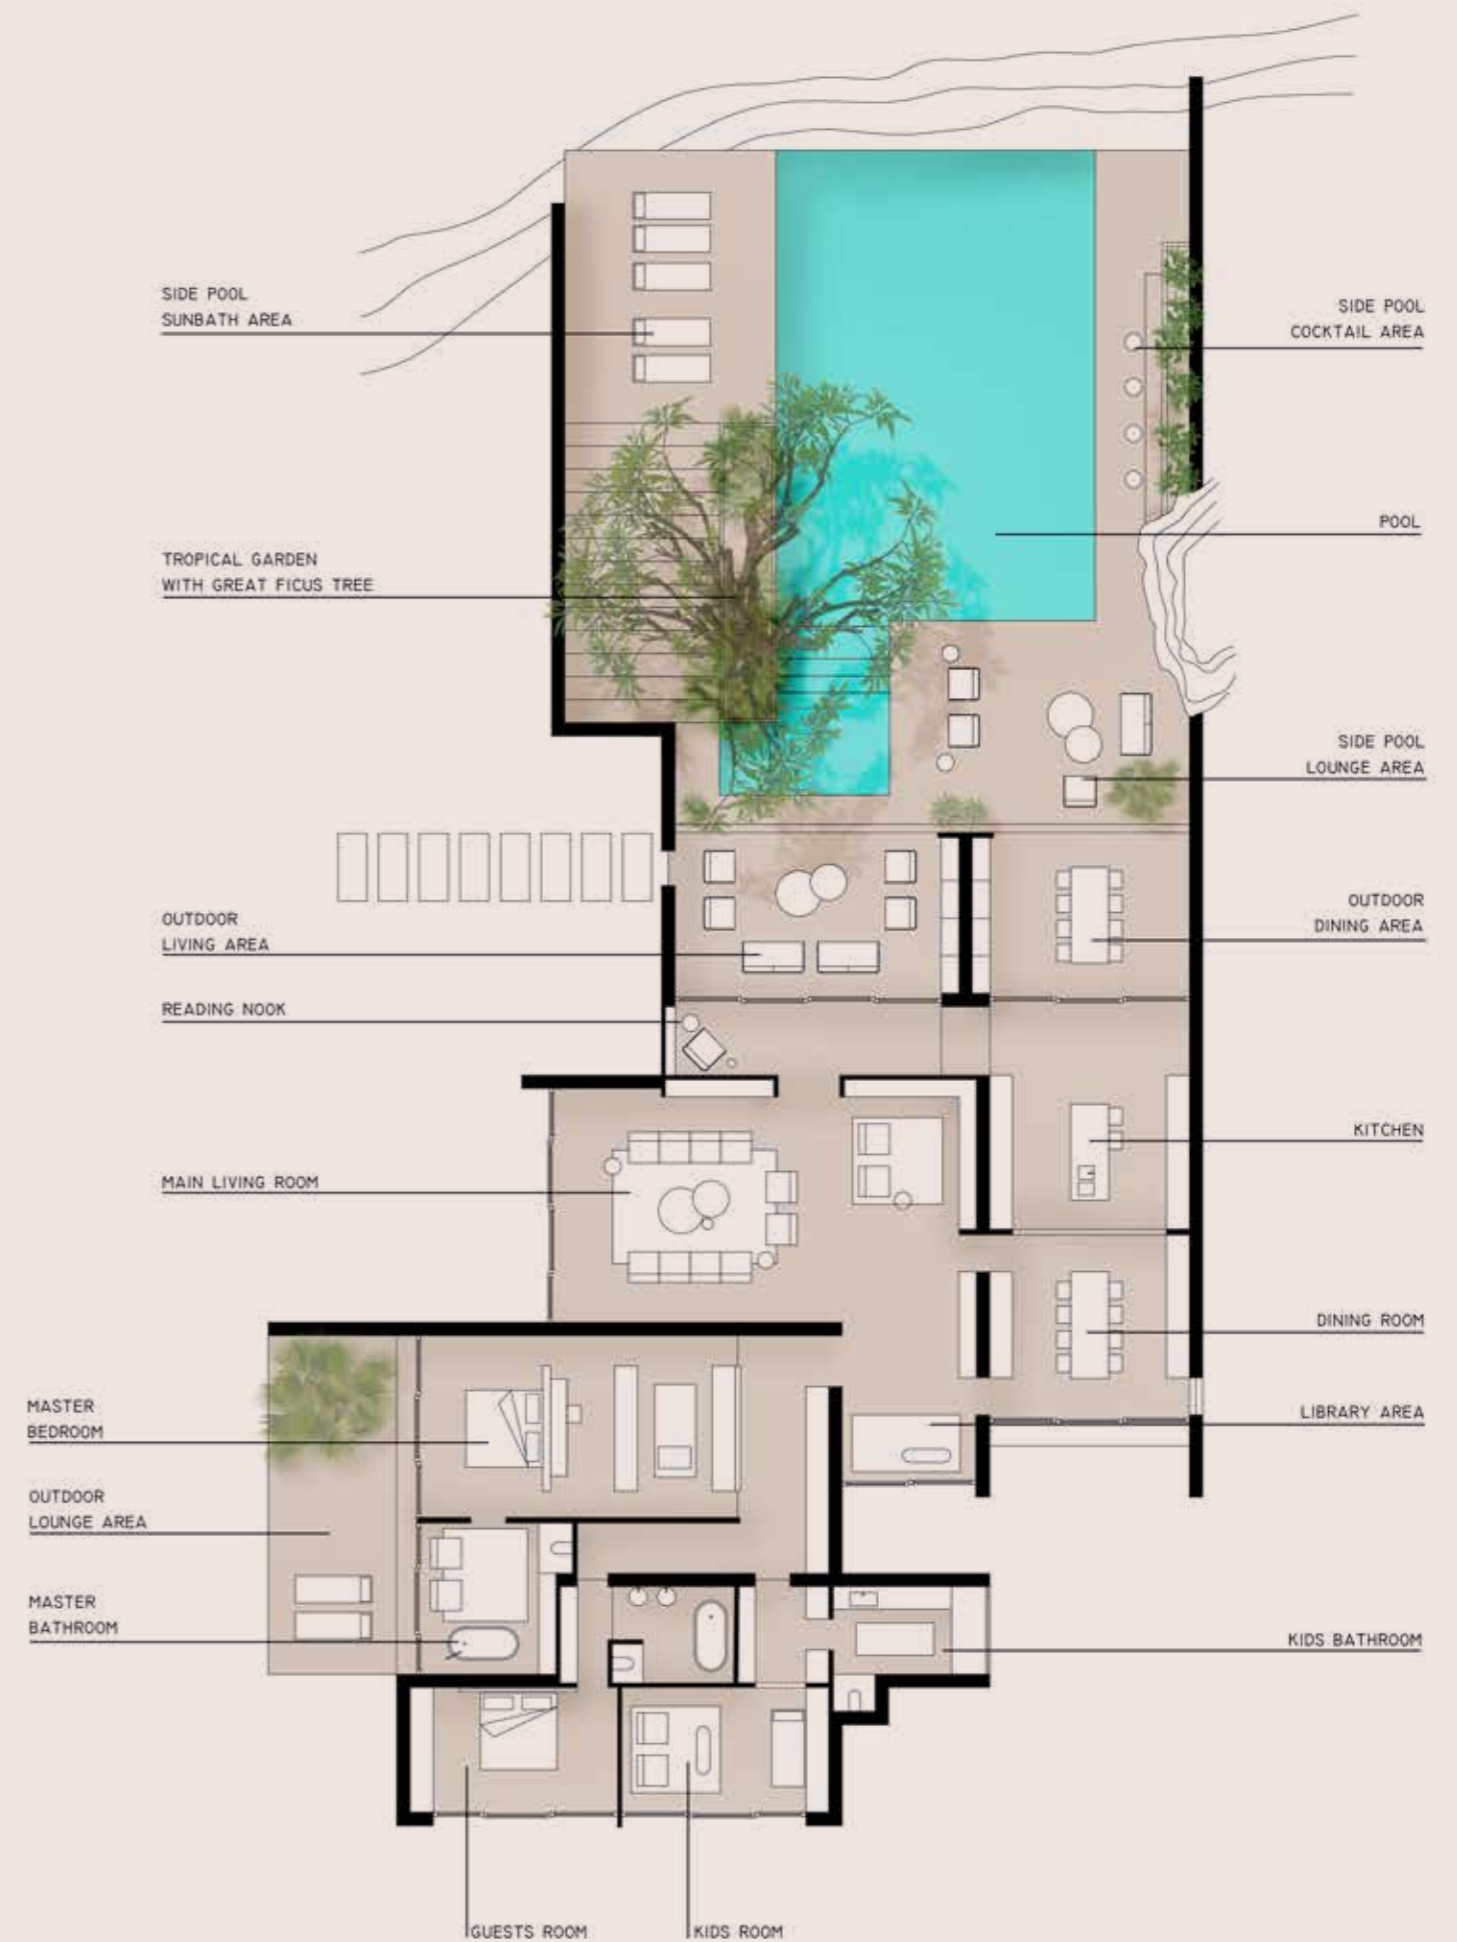 SIDE POOL
SUNBATH AREA
SIDE POOL
COCKTAIL AREA
POOL
TROPICAL GARDEN
WITH GREAT FICUS TREE
SIDE POOL
LOUNGE AREA
OUTDOOR
DINING AREA
OUTDOOR
LIVING AREA
READING NOOK
KITCHEN
MAIN LIVING ROOM
DINING ROOM
LIBRARY AREA
MASTER
BEDROOM
OUTDOOR
LOUNGE AREA
MASTER
BATHROOM
KIDS BATHROOM
GUESTS ROOM
KIDS ROOM